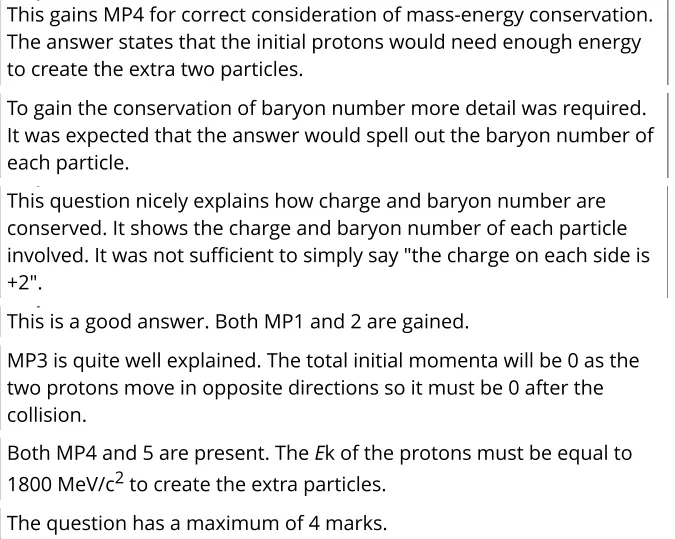 This gains MP4 for correct consideration of mass-energy conservation.
The answer states that the initial protons would need enough energy
to create the extra two particles.
To gain the conservation of baryon number more detail was required.
It was expected that the answer would spell out the baryon number of
each particle.
This question nicely explains how charge and baryon number are
conserved. It shows the charge and baryon number of each particle
involved. It was not sufficient to simply say "the charge on each side is
+2".
This is a good answer. Both MP1 and 2 are gained.
MP3 is quite well explained. The total initial momenta will be 0 as the
two protons move in opposite directions so it must be 0 after the
collision.
Both MP4 and 5 are present. The Ek of the protons must be equal to
1800 MeV/c² to create the extra particles.
The question has a maximum of 4 marks.